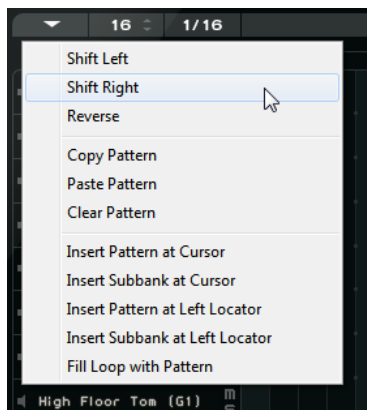 16 1/16
Shift Left
Shift Right
Reverse
Copy Pattern
Paste Pattern
Clear Pattern
Insert Pattern at Cursor
Insert Subbank at Cursor
Insert Pattern at Left Locator
Insert Subbank at Left Locator
Fill Loop with Pattern
High Floor Tom (G1) m